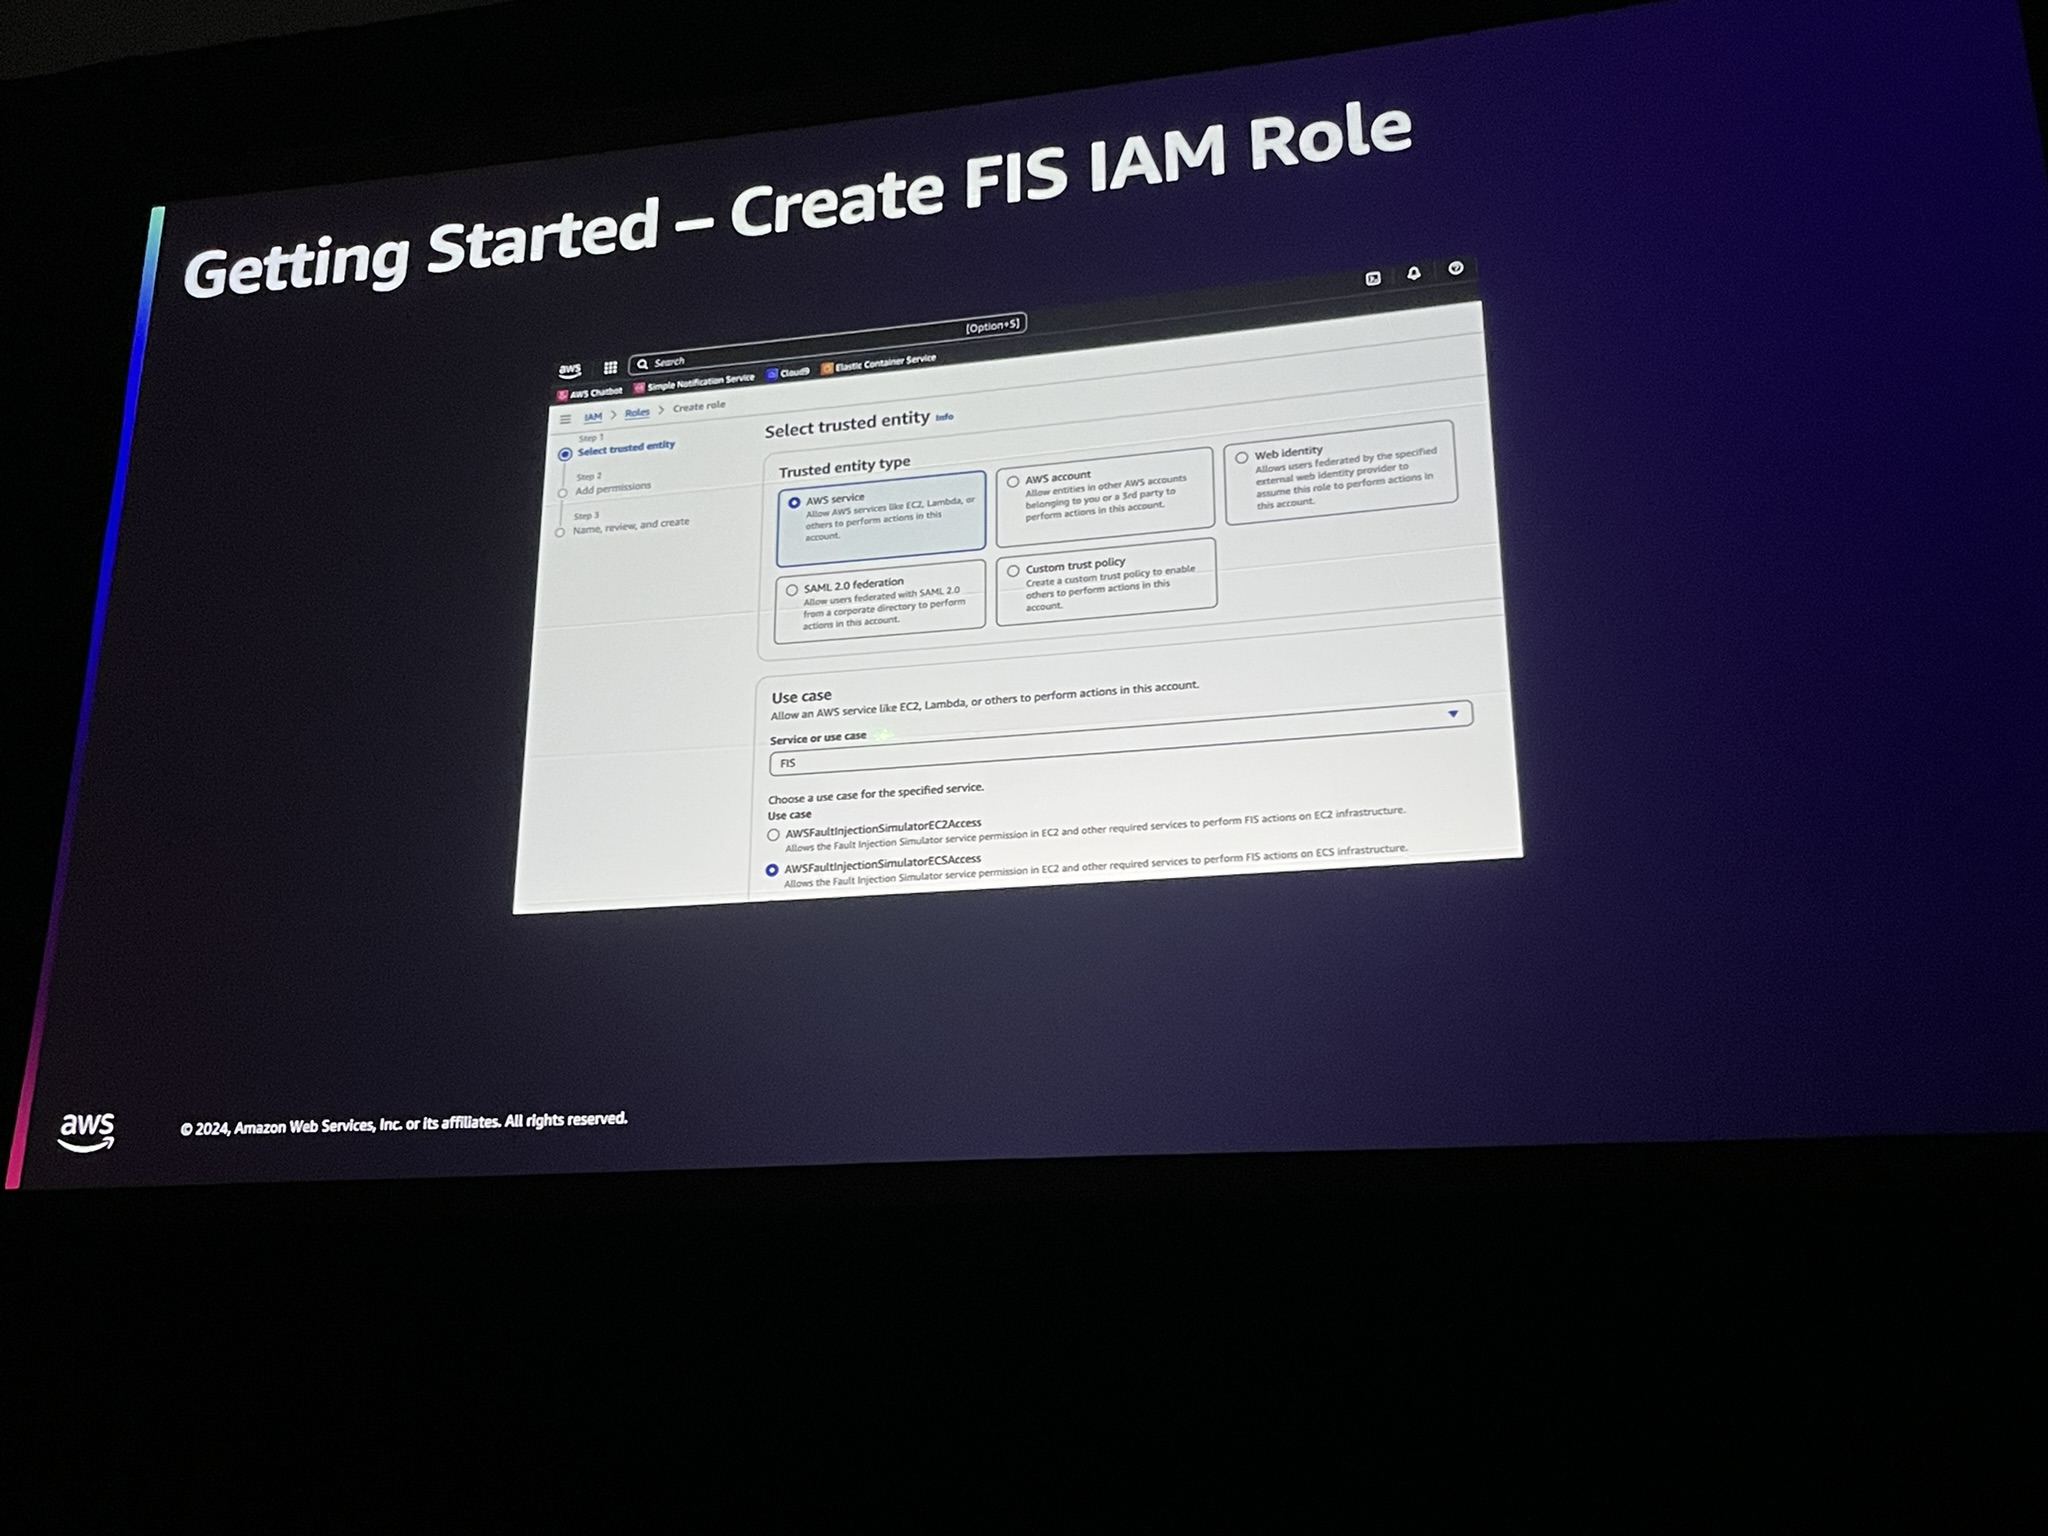 Getting Started – Create FIS IAM Role
aws
Search
[Option+S]
AWS Chatbot
Simple Notification Service
Cloud9
Elastic Container Service
IAM > Roles > Create role
Step 1
Select trusted entity
Step 2
Add permissions
Step 3
Name, review, and create
Select trusted entity Info
Trusted entity type
AWS service
Allow AWS services like EC2, Lambda, or
others to perform actions in this
account.
AWS account
Allow entities in other AWS accounts
belonging to you or a 3rd party to
perform actions in this account.
Web identity
Allows users federated by the specified
external web identity provider to
assume this role to perform actions in
this account.
SAML 2.0 federation
Allow users federated with SAML 2.0
from a corporate directory to perform
actions in this account.
Custom trust policy
Create a custom trust policy to enable
others to perform actions in this
account.
Use case
Allow an AWS service like EC2, Lambda, or others to perform actions in this account.
Service or use case
FIS
Choose a use case for the specified service.
Use case
AWSFaultInjectionSimulatorEC2Access
Allows the Fault Injection Simulator service permission in EC2 and other required services to perform FIS actions on EC2 infrastructure.
AWSFaultInjectionSimulatorECSAccess
Allows the Fault Injection Simulator service permission in EC2 and other required services to perform FIS actions on ECS infrastructure.
aws
© 2024, Amazon Web Services, Inc. or its affiliates. All rights reserved.